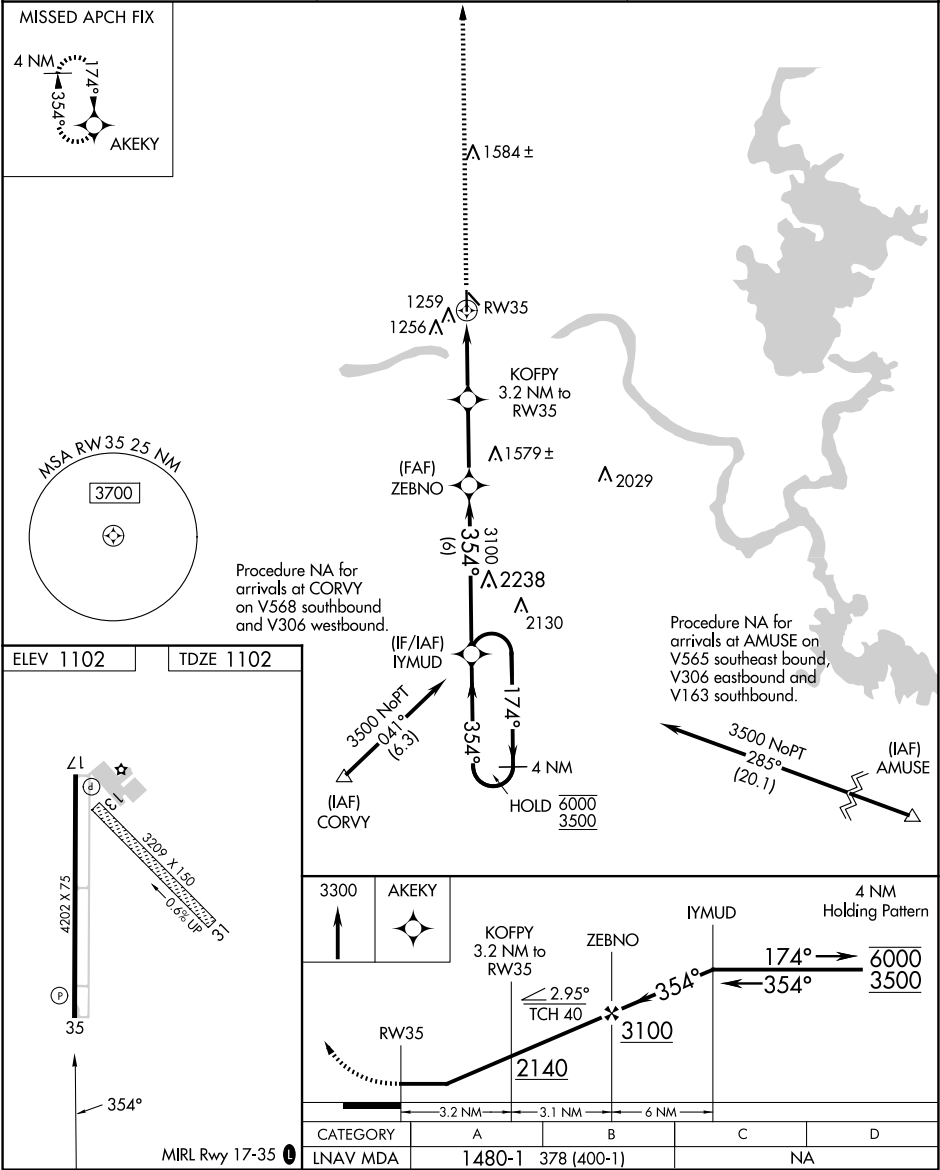 MISSED APCH FIX
4 NM
174°
354°
AKEKY
1584 ±
1259
1256
RW35
KOFPY
3.2 NM to
RW35
1579 ±
(FAF)
ZEBNO
2029
MSA RW 35 25 NM
3700
3100
354°
(6)
2238
2130
Procedure NA for
arrivals at CORVY
on V568 southbound
and V306 westbound.
(IF/IAF)
IYMUD
Procedure NA for
arrivals at AMUSE on
V565 southeast bound,
V306 eastbound and
V163 southbound.
3500 NoPT
041°
(6.3)
354°
174°
4 NM
HOLD 6000
3500
(IAF)
CORVY
3500 NoPT
285°
(20.1)
(IAF)
AMUSE
ELEV 1102
TDZE 1102
17
P
13
3209 X 150
0.6% UP
31
4202 X 75
P
35
354°
MIRL Rwy 17-35 L
3300
AKEKY
4 NM
Holding Pattern
IYMUD
KOFPY
3.2 NM to
RW35
ZEBNO
174°
354°
6000
3500
354°
2.95°
TCH 40
3100
RW35
2140
3.2 NM
3.1 NM
6 NM
CATEGORY A B C D
LNAV MDA 1480-1 378 (400-1) NA